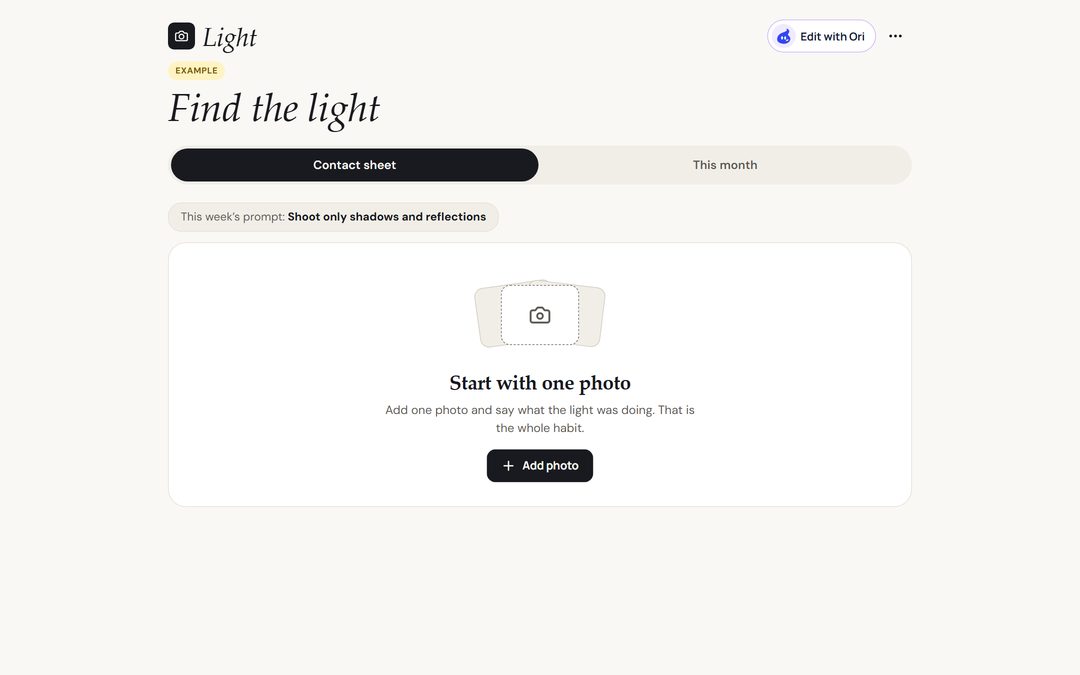 Light
Edit with Ori
EXAMPLE
Find the light
Contact sheet
This month
This week's prompt: Shoot only shadows and reflections
Start with one photo
Add one photo and say what the light was doing. That is
the whole habit.
Add photo